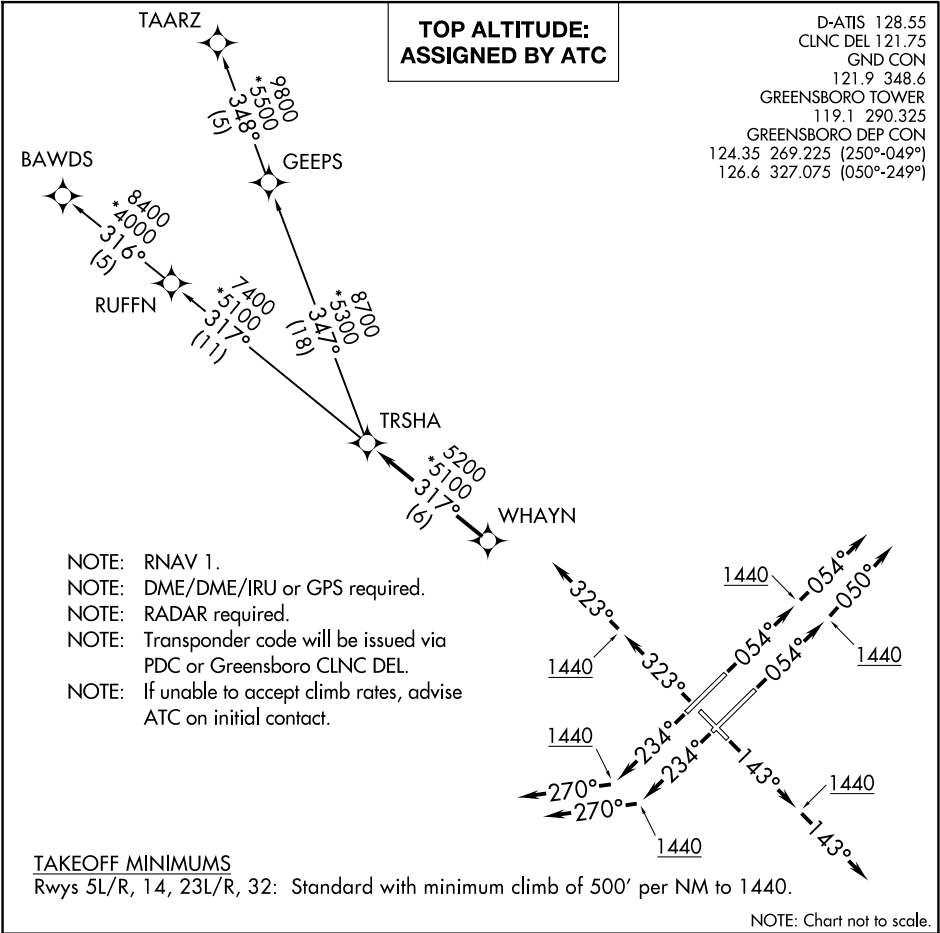 TOP ALTITUDE:
ASSIGNED BY ATC
D-ATIS 128.55
CLNC DEL 121.75
GND CON
121.9 348.6
GREENSBORO TOWER
119.1 290.325
GREENSBORO DEP CON
124.35 269.225 (250°-049°)
126.6 327.075 (050°-249°)
TAARZ
9800
*5500
348°
(5)
GEEPS
BAWDS
8400
*4000
316°
(5)
RUFFN
7400
*5100
317°
(11)
8700
*5300
347°
(18)
TRSHA
5200
*5100
317°
(6)
WHAYN
NOTE: RNAV 1.
NOTE: DME/DME/IRU or GPS required.
NOTE: RADAR required.
NOTE: Transponder code will be issued via
PDC or Greensboro CLNC DEL.
NOTE: If unable to accept climb rates, advise
ATC on initial contact.
323°
1440
323°
1440
054°
054°
050°
1440
054°
1440
234°
270°
234°
270°
1440
143°
1440
143°
TAKEOFF MINIMUMS
Rwys 5L/R, 14, 23L/R, 32: Standard with minimum climb of 500' per NM to 1440.
NOTE: Chart not to scale.